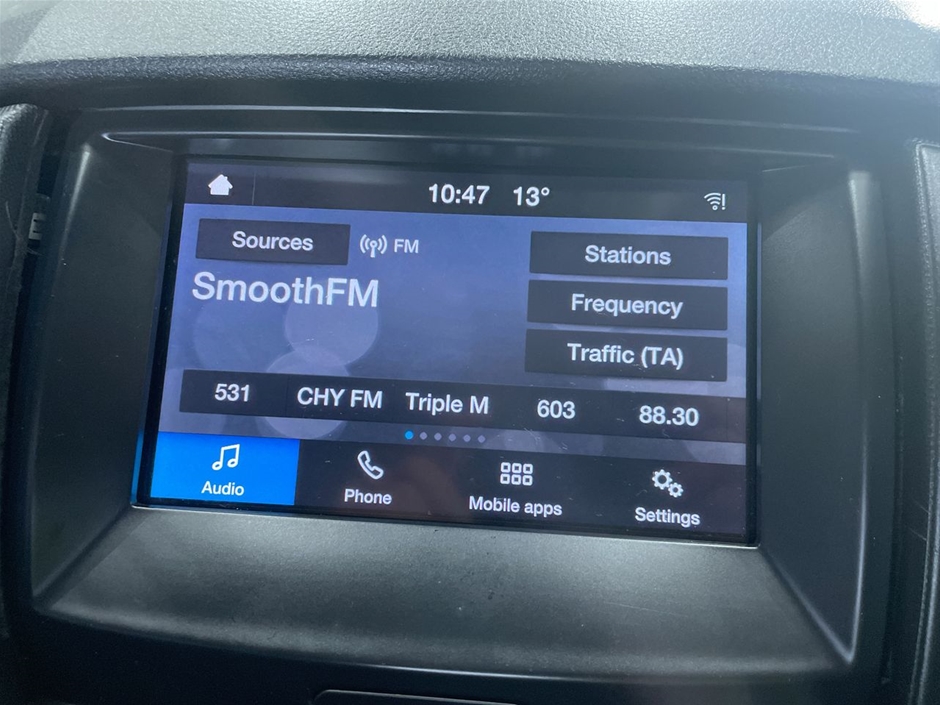 10:47 13°
Sources FM
Stations
SmoothFM
Frequency
Traffic (TA)
531 CHY FM Triple M 603 88.30
Audio Phone Mobile apps Settings